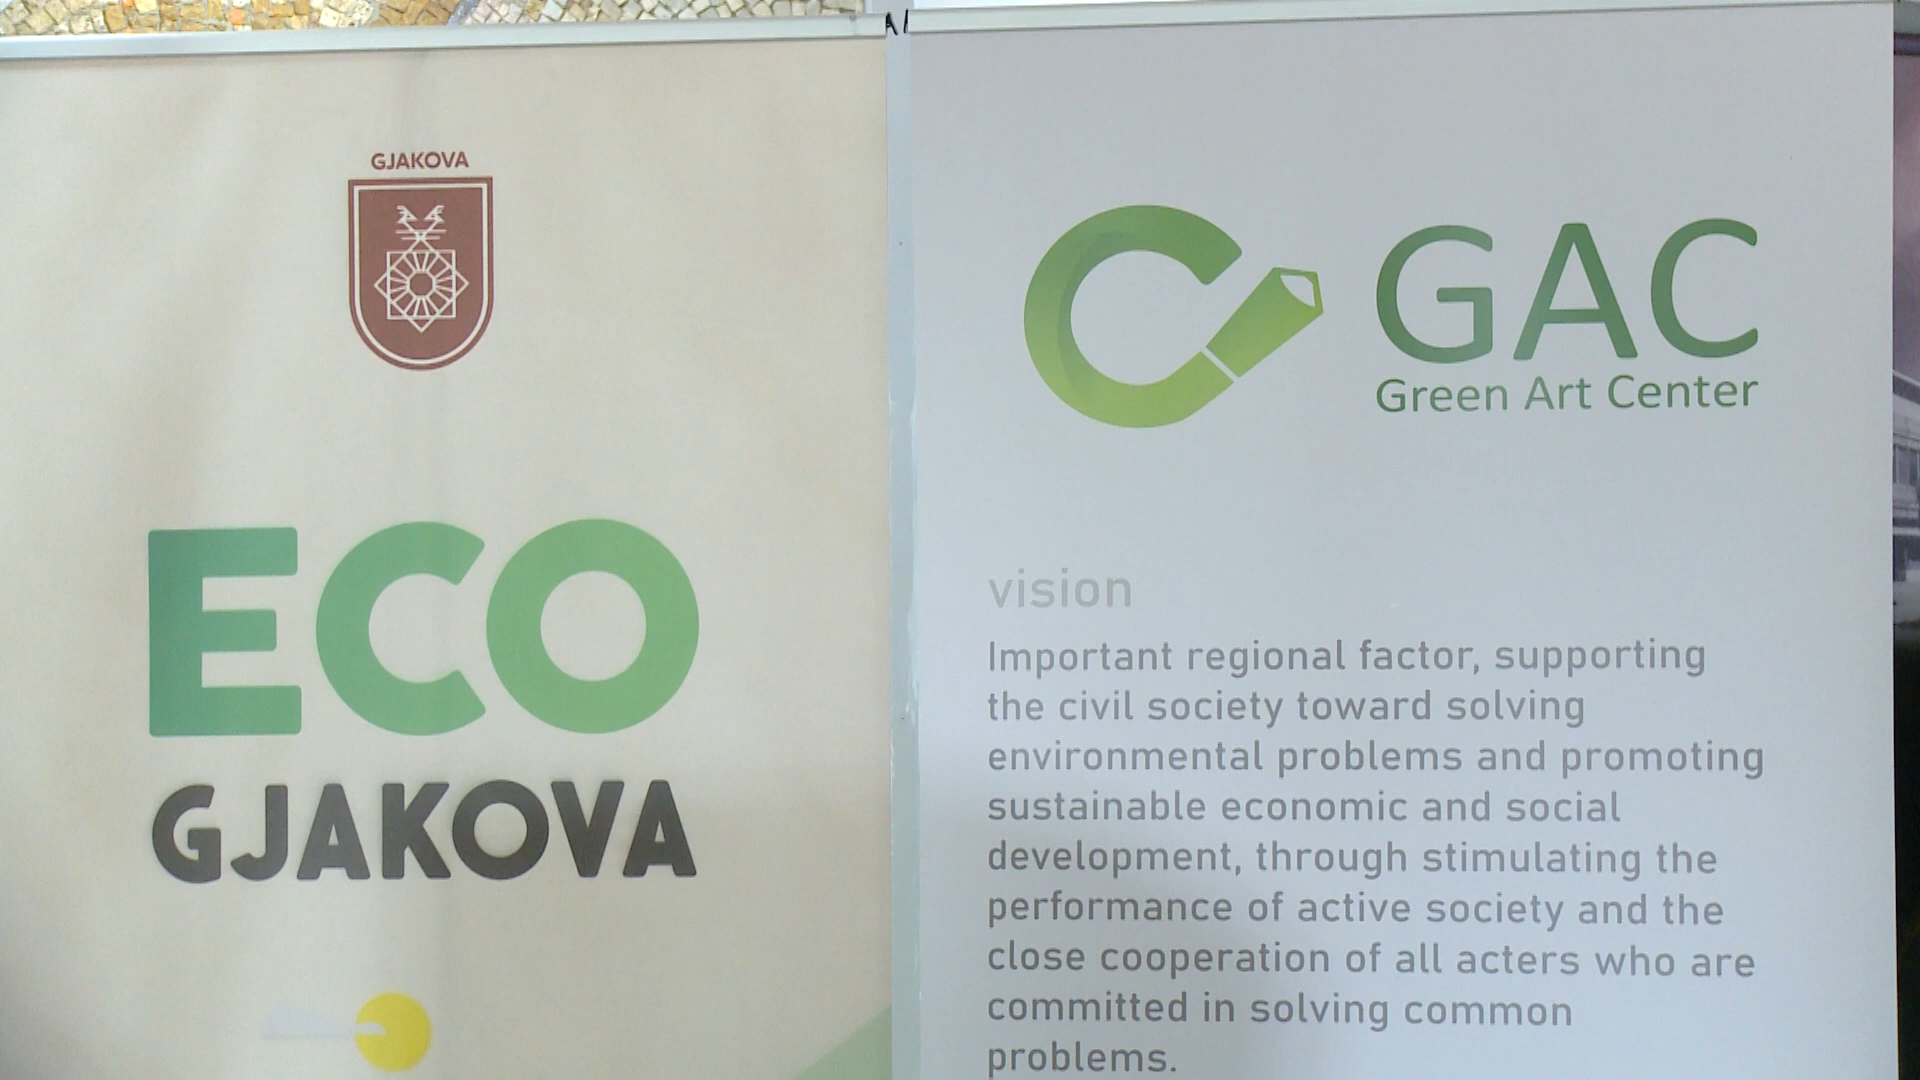 GJAKOVA
ECO
GJAKOVA
GAC
Green Art Center
vision
Important regional factor, supporting
the civil society toward solving
environmental problems and promoting
sustainable economic and social
development, through stimulating the
performance of active society and the
close cooperation of all acters who are
committed in solving common
problems.